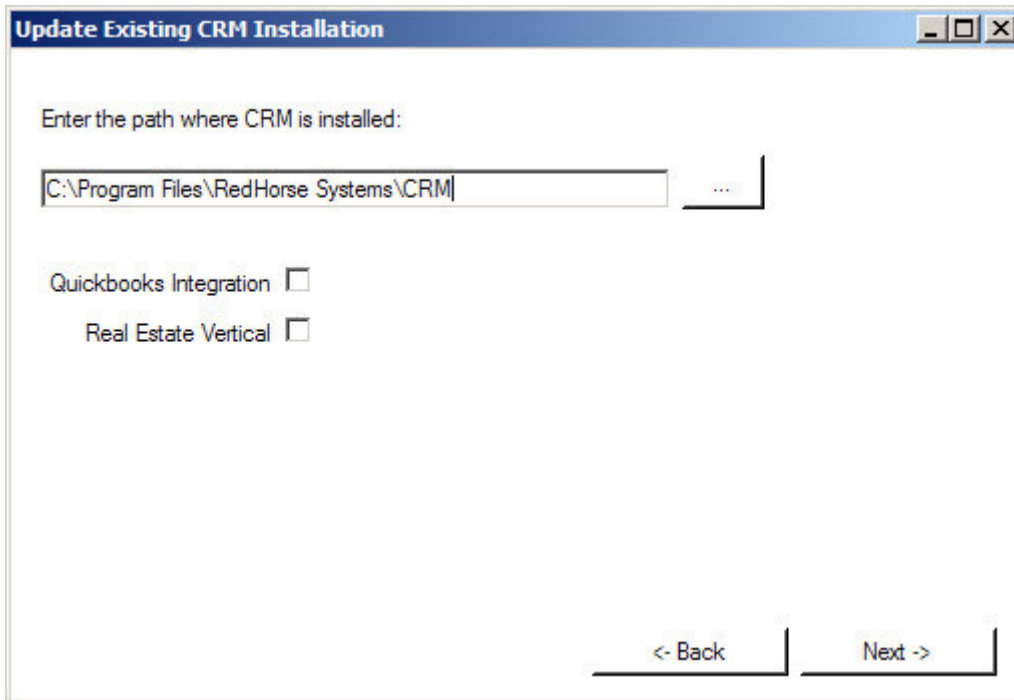 Update Existing CRM Installation
Enter the path where CRM is installed:
C:\Program Files\RedHorse Systems\CRM
...
Quickbooks Integration
Real Estate Vertical
<- Back
Next ->